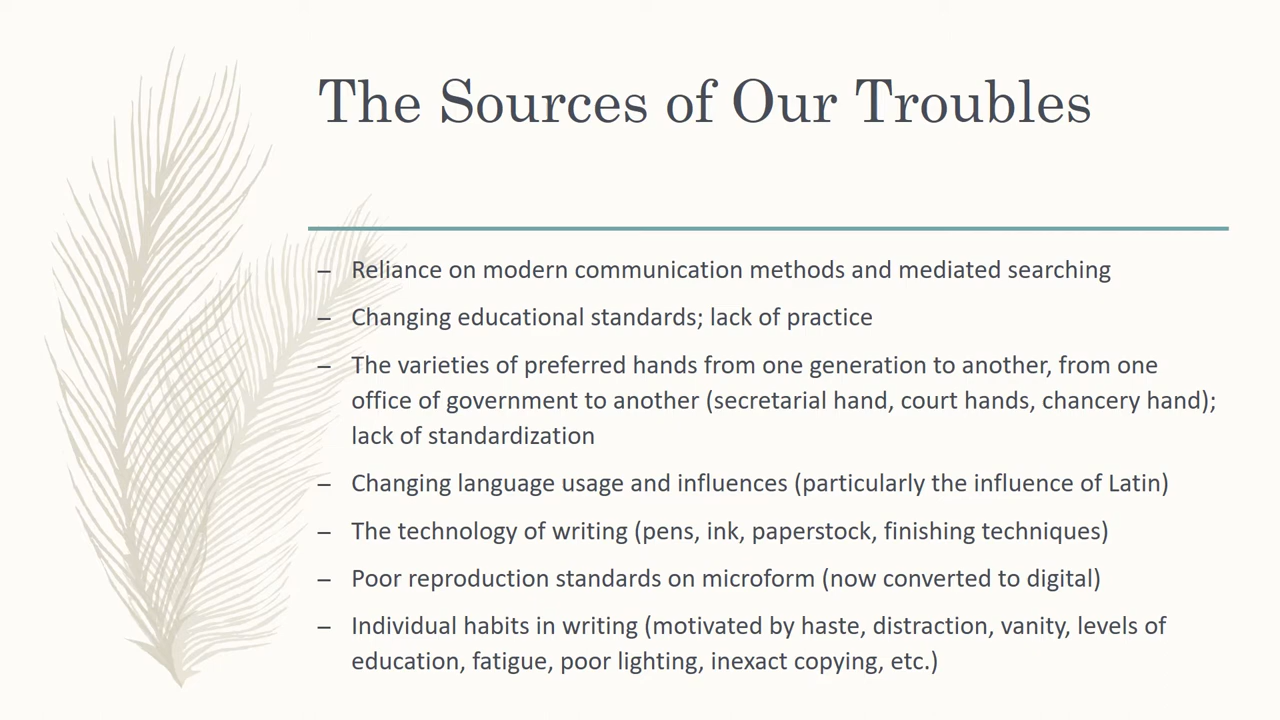 The Sources of Our Troubles
– Reliance on modern communication methods and mediated searching
– Changing educational standards; lack of practice
– The varieties of preferred hands from one generation to another, from one
office of government to another (secretarial hand, court hands, chancery hand);
lack of standardization
– Changing language usage and influences (particularly the influence of Latin)
– The technology of writing (pens, ink, paperstock, finishing techniques)
– Poor reproduction standards on microform (now converted to digital)
– Individual habits in writing (motivated by haste, distraction, vanity, levels of
education, fatigue, poor lighting, inexact copying, etc.)